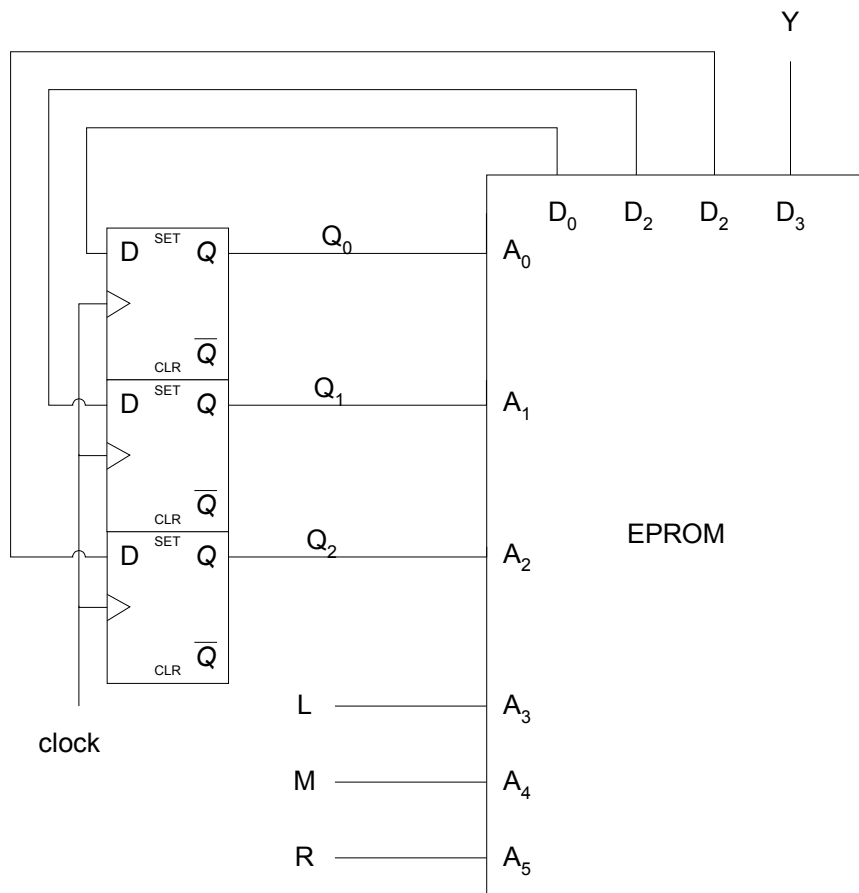 Y
D₀ D₂ D₂ D₃
SET
D Q Q₀ A₀
Q̅
CLR
SET
D Q Q₁ A₁
Q̅
CLR
SET
D Q Q₂ A₂
EPROM
Q̅
CLR
L A₃
clock
M A₄
R A₅